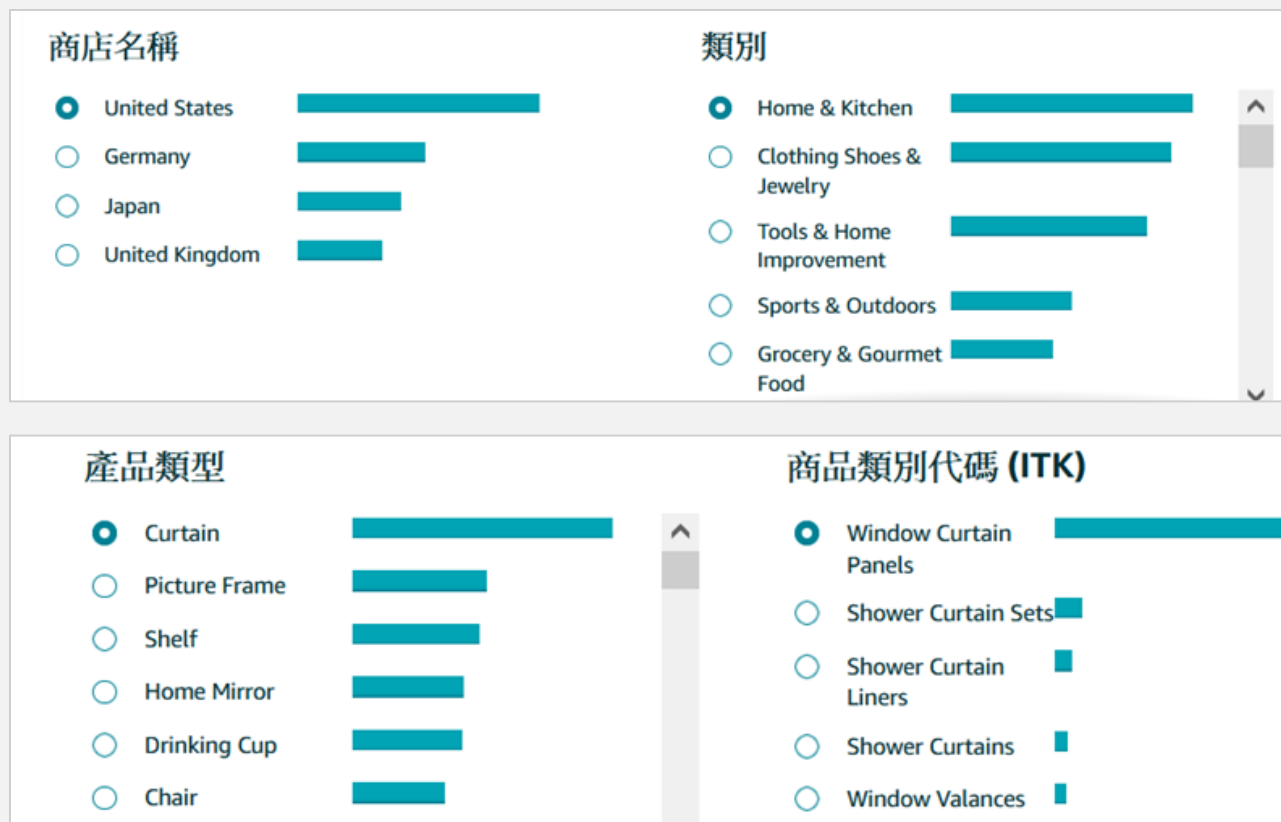 商店名稱
United States
Germany
Japan
United Kingdom
類別
Home & Kitchen
Clothing Shoes &
Jewelry
Tools & Home
Improvement
Sports & Outdoors
Grocery & Gourmet
Food
產品類型
Curtain
Picture Frame
Shelf
Home Mirror
Drinking Cup
Chair
商品類別代碼 (ITK)
Window Curtain
Panels
Shower Curtain Sets
Shower Curtain
Liners
Shower Curtains
Window Valances